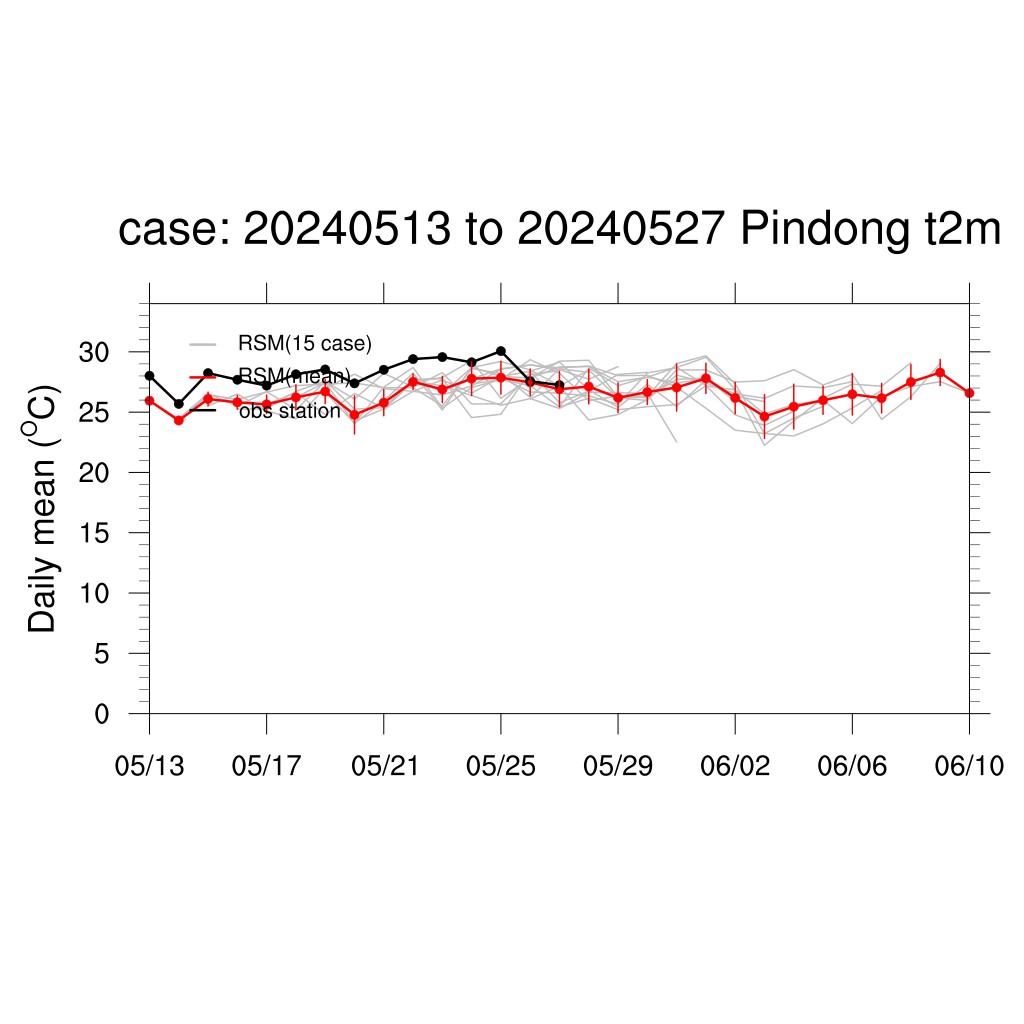 case: 20240513 to 20240527 Pindong t2m
Daily mean (°C)
30
25
20
15
10
5
0
RSM(15 case)
RSM(mean)
obs station
05/13 05/17 05/21 05/25 05/29 06/02 06/06 06/10